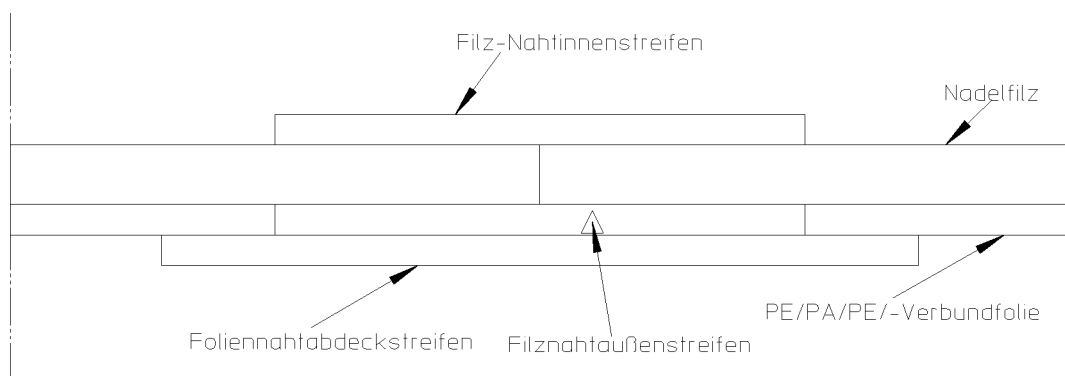 Filz-Nahtinnenstreifen
Nadelfilz
PE/PA/PE/-Verbundfolie
Foliennahtabdeckstreifen
Filznahtaußenstreifen